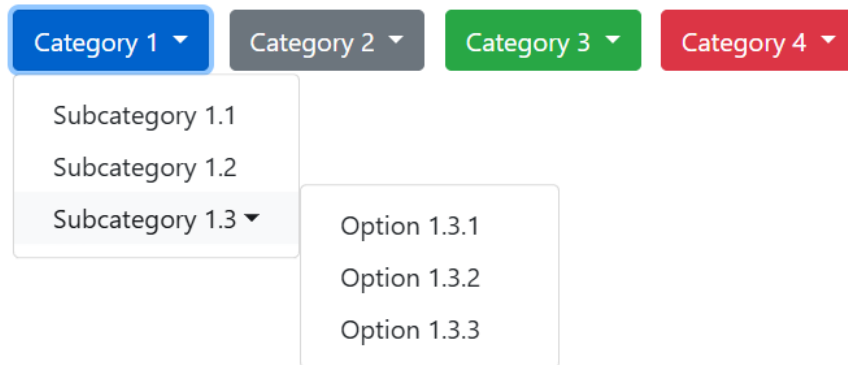 Category 1 Category 2 Category 3 Category 4
Subcategory 1.1
Subcategory 1.2
Subcategory 1.3
Option 1.3.1
Option 1.3.2
Option 1.3.3